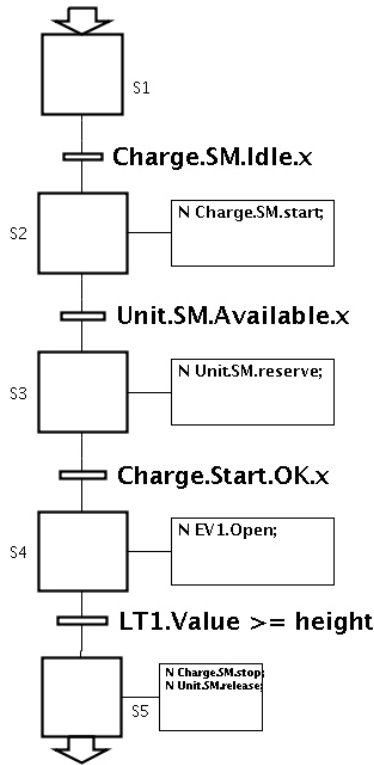 S1
Charge.SM.Idle.x
S2
N Charge.SM.start;
Unit.SM.Available.x
S3
N Unit.SM.reserve;
Charge.Start.OK.x
S4
N EV1.Open;
LT1.Value >= height
N Charge.SM.stop;
N Unit.SM.release;
S5